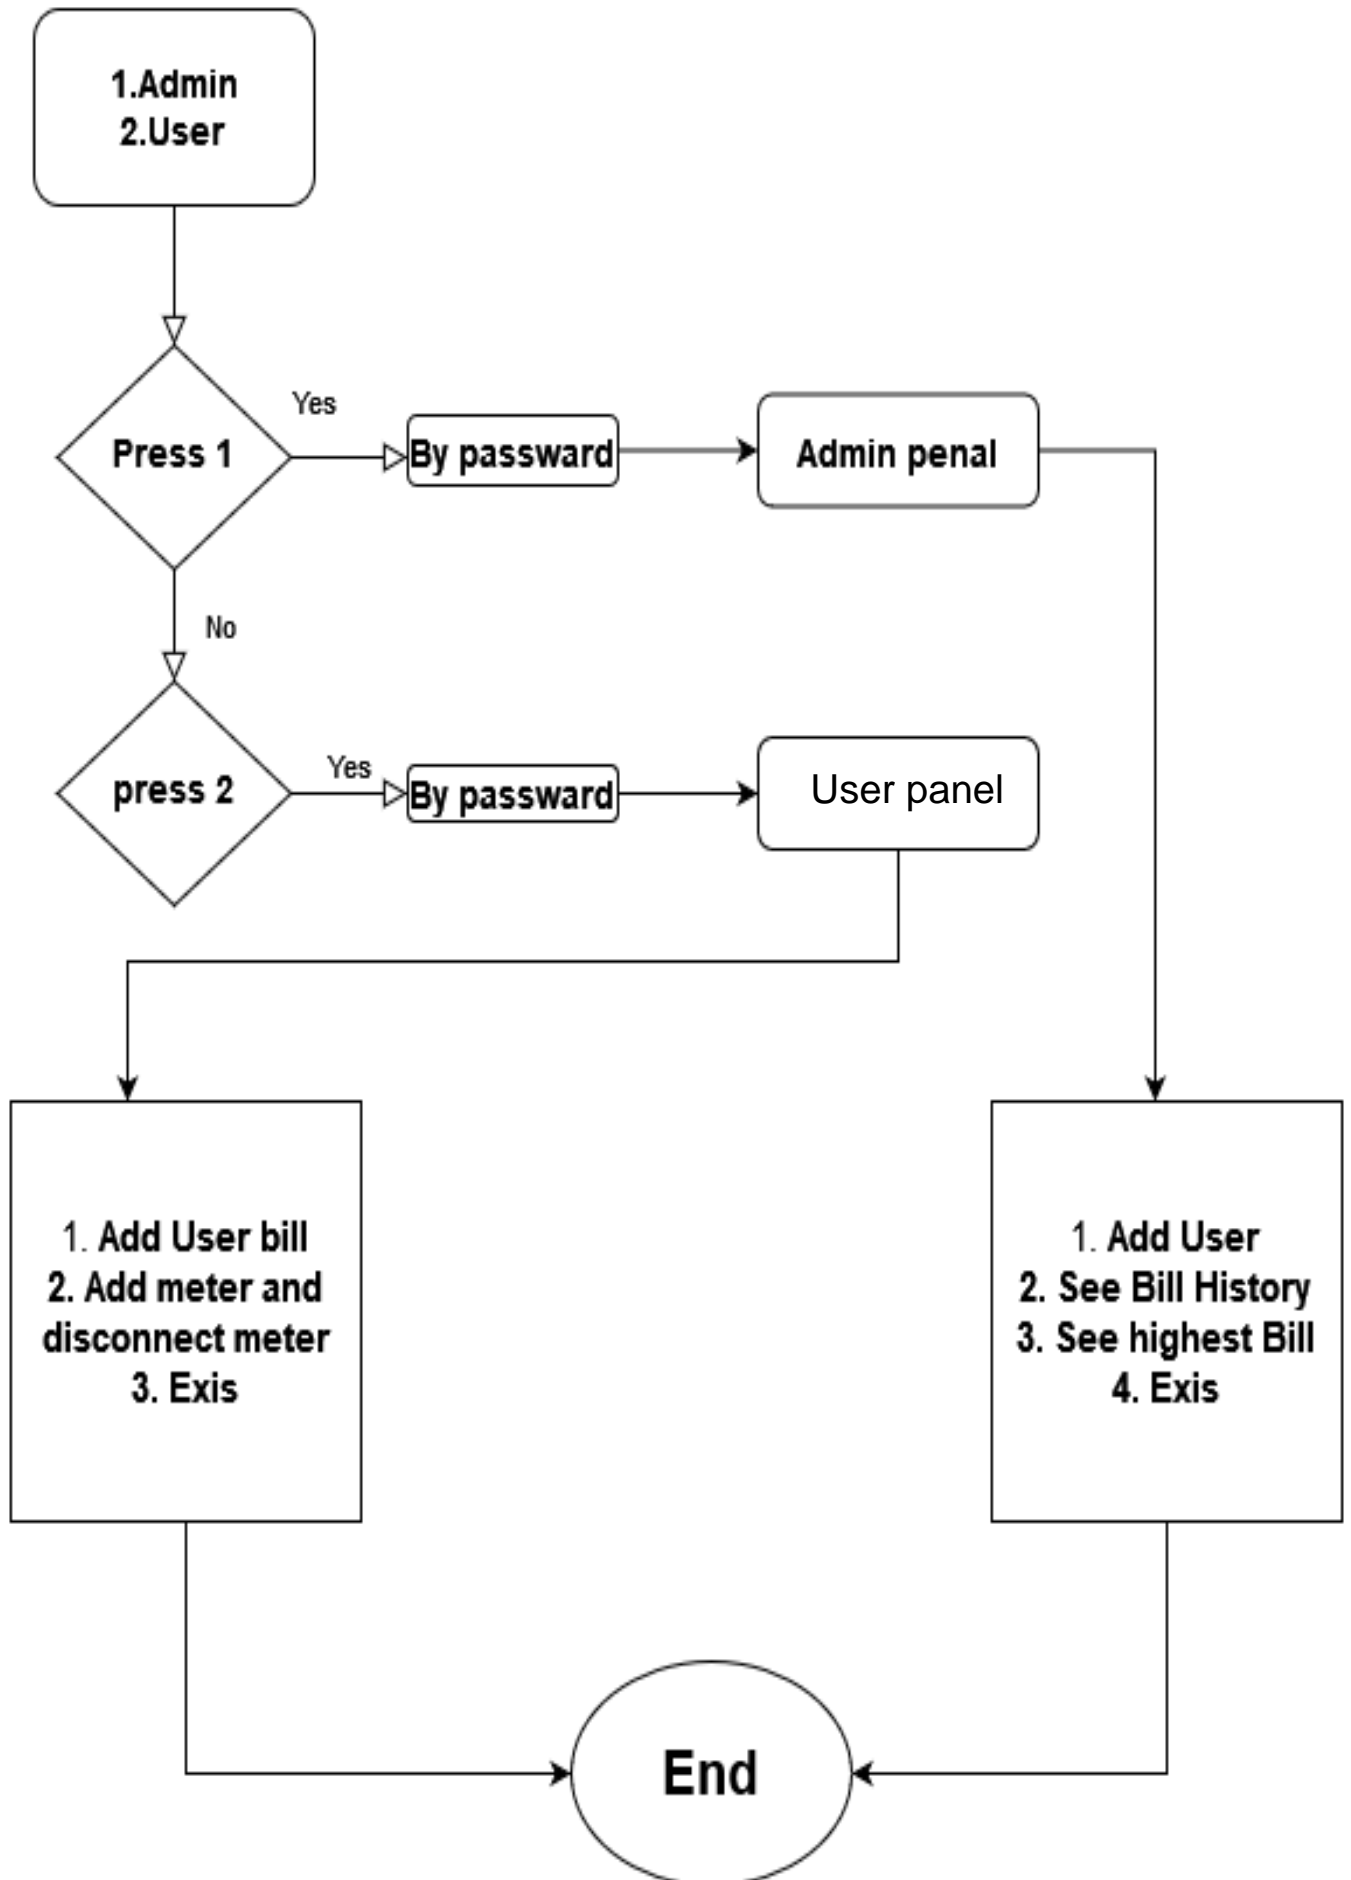 1.Admin
2.User
Yes
Press 1
By passward
Admin penal
No
Yes
press 2
By passward
User panel
1. Add User bill
2. Add meter and
disconnect meter
3. Exis
1. Add User
2. See Bill History
3. See highest Bill
4. Exis
End